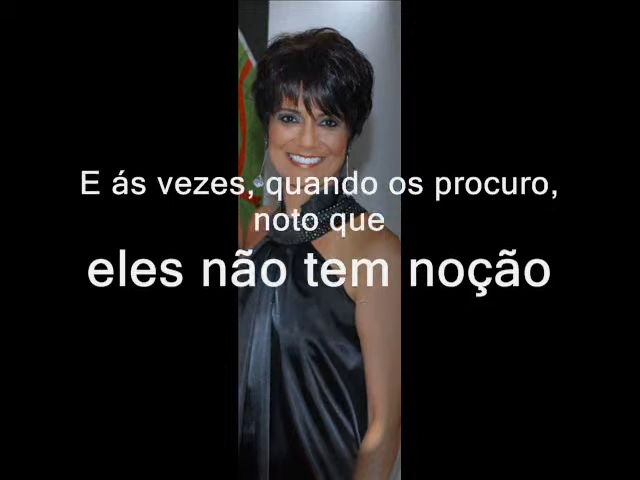 E ás vezes, quando os procuro,
noto que
eles não tem noção